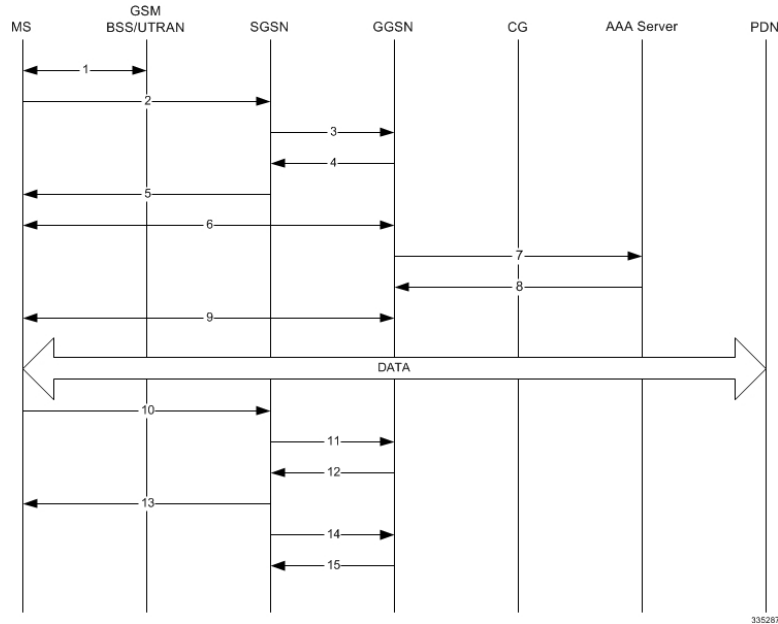 MS
GSM
BSS/UTRAN
SGSN
GGSN
CG
AAA Server
PDN
1
2
3
4
5
6
7
8
9
DATA
10
11
12
13
14
15
335287